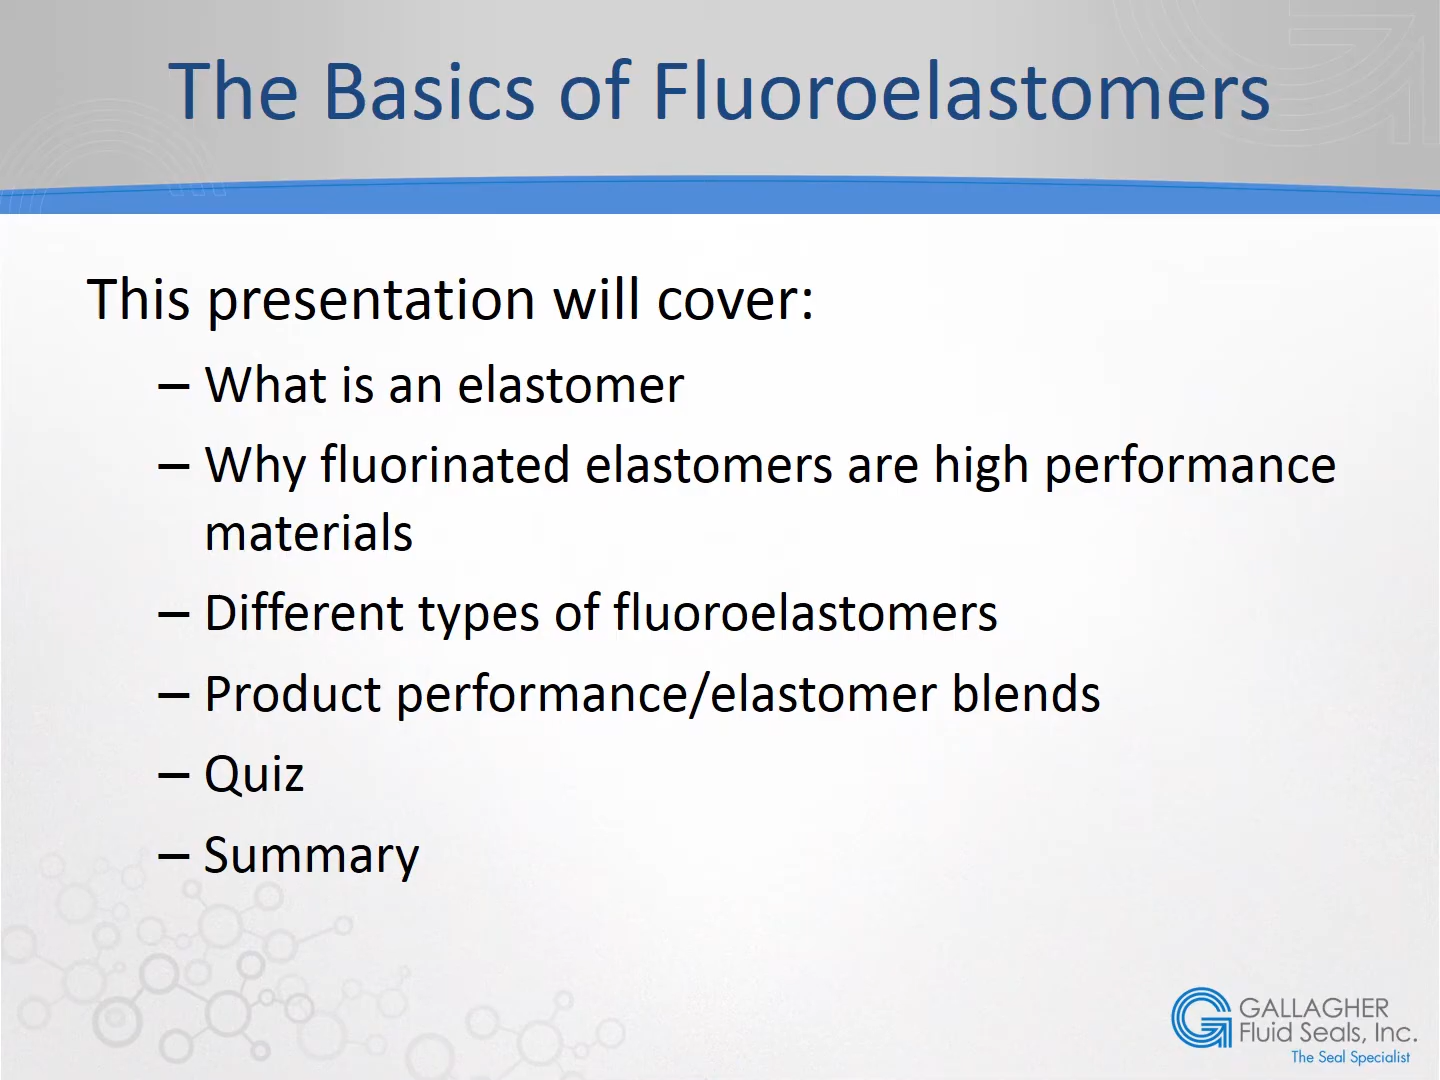 The Basics of Fluoroelastomers
This presentation will cover:
– What is an elastomer
– Why fluorinated elastomers are high performance
materials
– Different types of fluoroelastomers
– Product performance/elastomer blends
– Quiz
– Summary
GALLAGHER
Fluid Seals, Inc.
The Seal Specialist